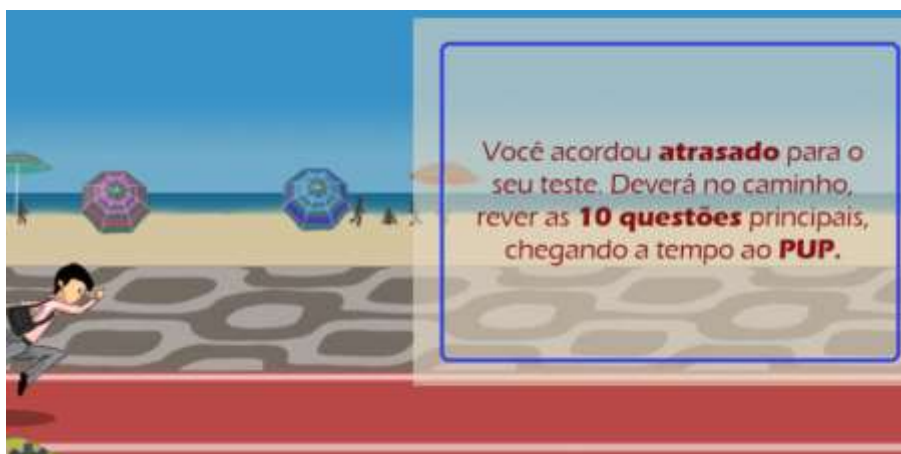 Você acordou atrasado para o
seu teste. Deverá no caminho,
rever as 10 questões principais,
chegando a tempo ao PUP.